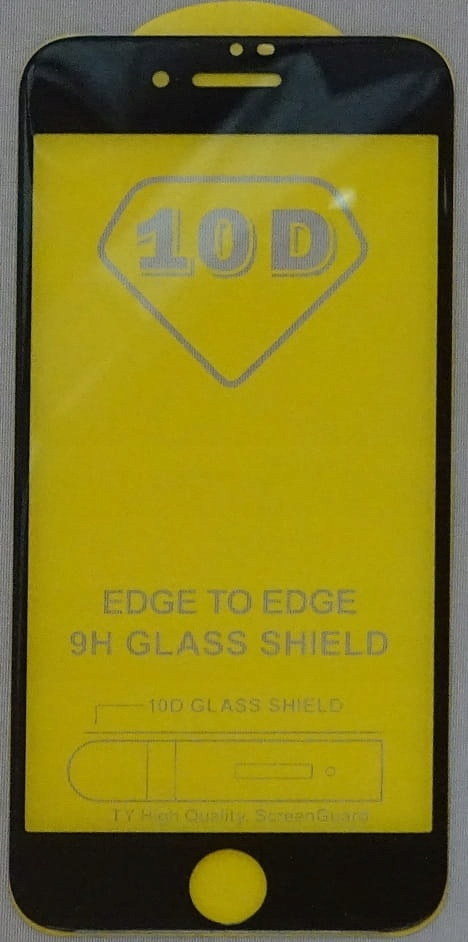 10D
EDGE TO EDGE
9H GLASS SHIELD
10D GLASS SHIELD
TY High Quality. ScreenGuard